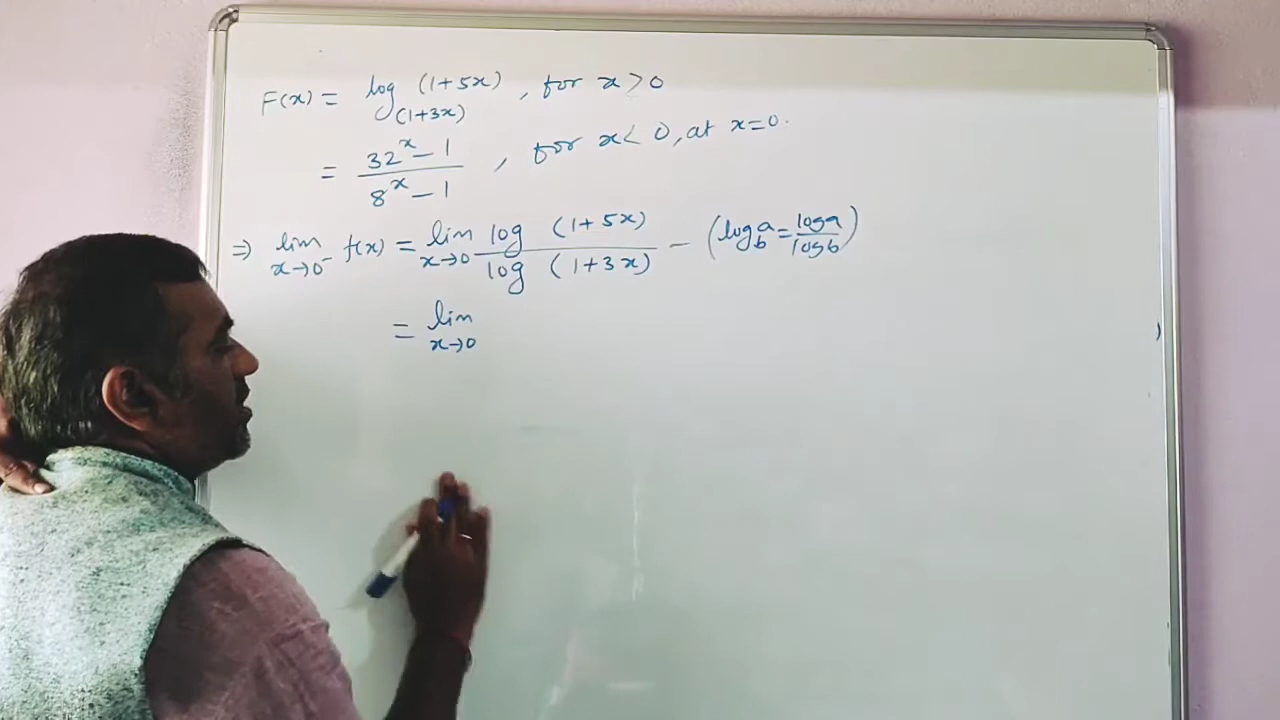 F(x) = log (1+5x) , for x > 0
(1+3x)
= 32^x − 1 / 8^x − 1 , for x < 0, at x=0.
⇒ lim x→0⁻ f(x) = lim x→0 log (1+5x) / log (1+3x) − (log_b a = log a / log b)
= lim x→0